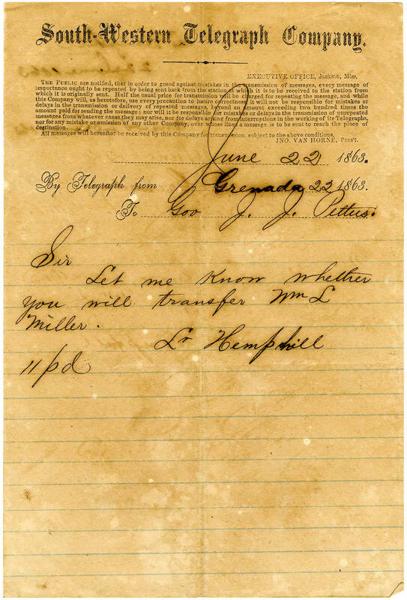 South-Western Telegraph Company.
EXECUTIVE OFFICE, Jackson, Miss.
THE PUBLIC are notified, that in order to guard against mistakes in the transmission of messages, every message of
importance ought to be repeated by being sent back from the station at which it is to be received to the station from
which it is originally sent. Half the usual price for transmission will be charged for repeating the message, and while
this Company will, as heretofore, use every precaution to insure correctness, it will not be responsible for mistakes or
delays in the transmission or delivery of repeated messages, beyond an amount exceeding two hundred times the
amount paid for sending the message; nor will it be responsible for mistakes or delays in the transmission of unrepeated
messages from whatever cause they may arise, nor for delays arising from interruptions in the working of its Telegraphs,
nor for any mistake or omission of any other Company over whose lines a message is to be sent to reach the place of
destination.
All messages will hereafter be received by this Company for transmission, subject to the above conditions.
JNO. VAN HORNE, Pres't.
June 22 1863.
By Telegraph from Grenada 22 1863.
To Gov J. J. Pettus.
Sir
Let me know whether
you will transfer Wm L
Miller.
Lt Hemphill
11 pd